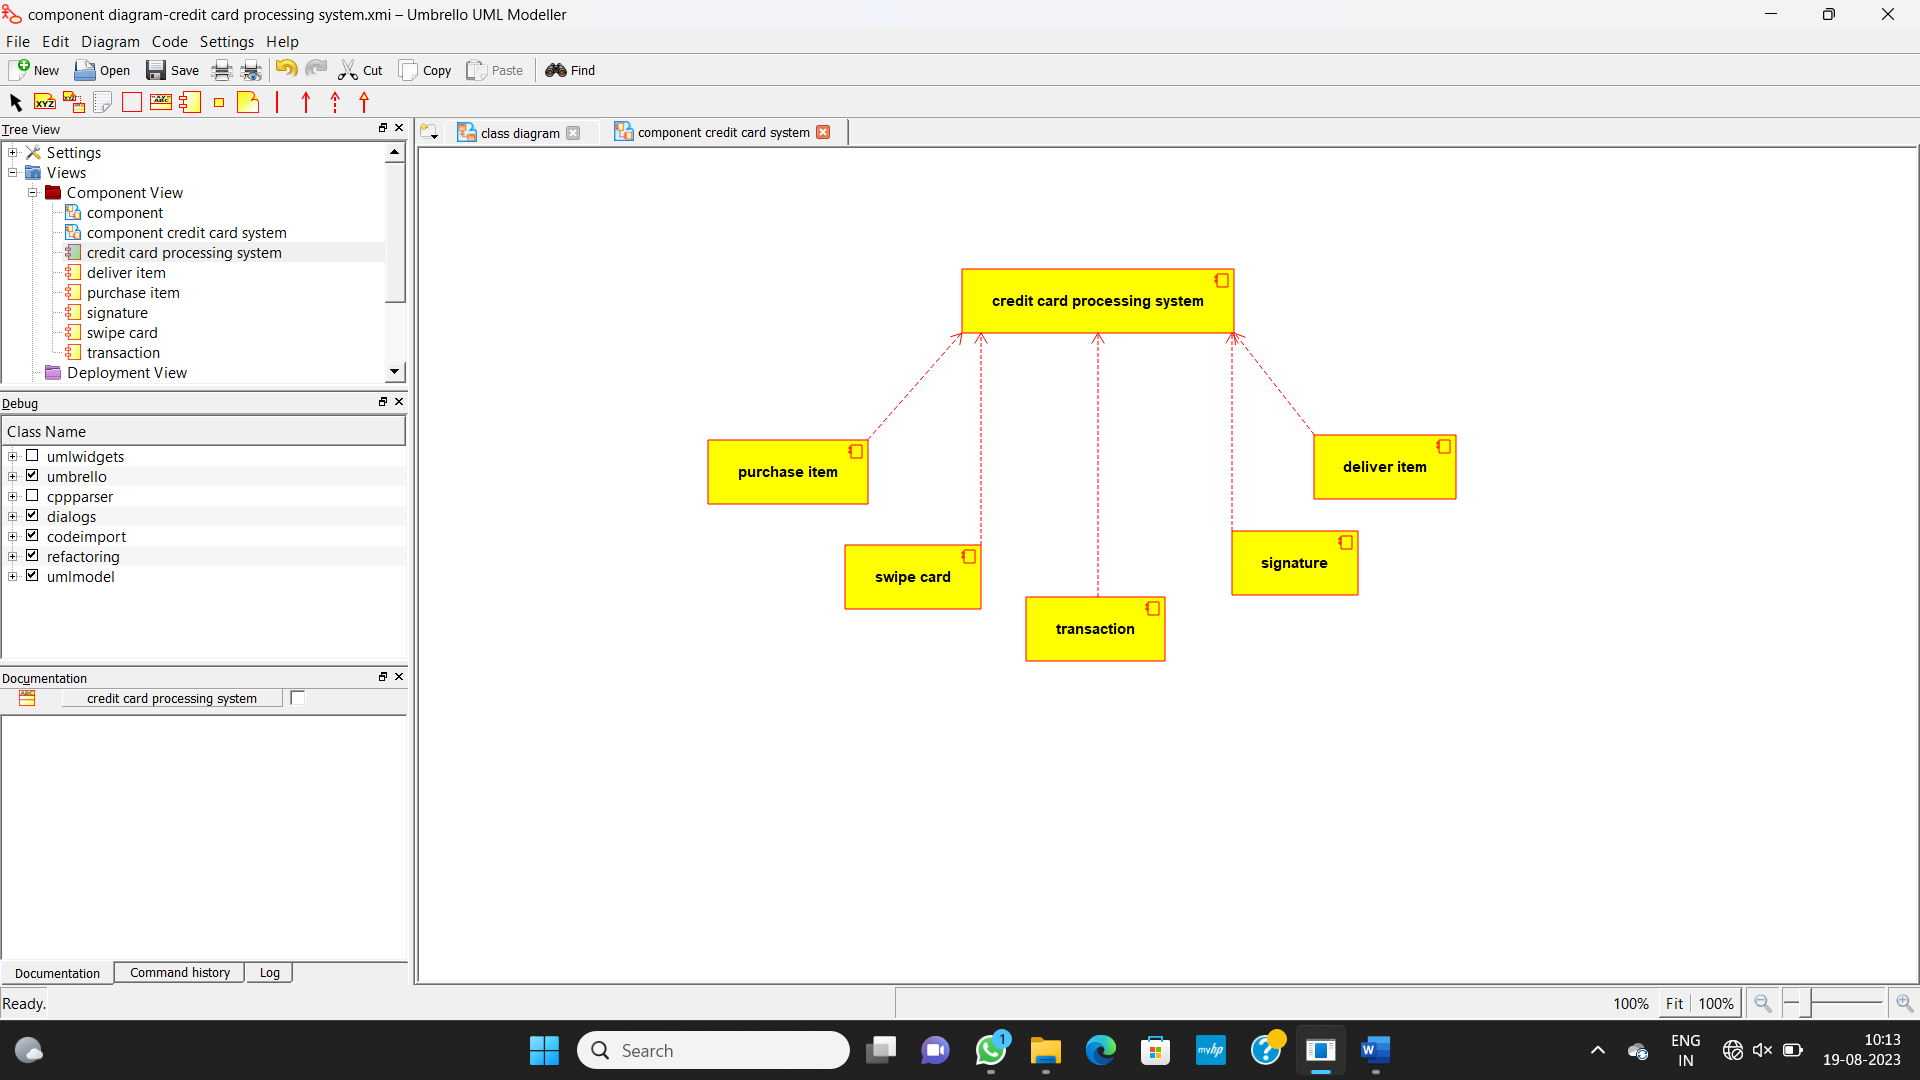 component diagram-credit card processing system.xmi – Umbrello UML Modeller
File Edit Diagram Code Settings Help
New Open Save Cut Copy Paste Find
XYZ
Tree View
class diagram
component credit card system
Settings
Views
Component View
component
component credit card system
credit card processing system
deliver item
purchase item
signature
swipe card
transaction
Deployment View
Debug
Class Name
umlwidgets
umbrello
cppparser
dialogs
codeimport
refactoring
umlmodel
Documentation
credit card processing system
Documentation Command history Log
credit card processing system
purchase item
deliver item
swipe card
signature
transaction
Ready.
100% Fit 100%
Search
1
myhp
W
ENG
IN
10:13
19-08-2023